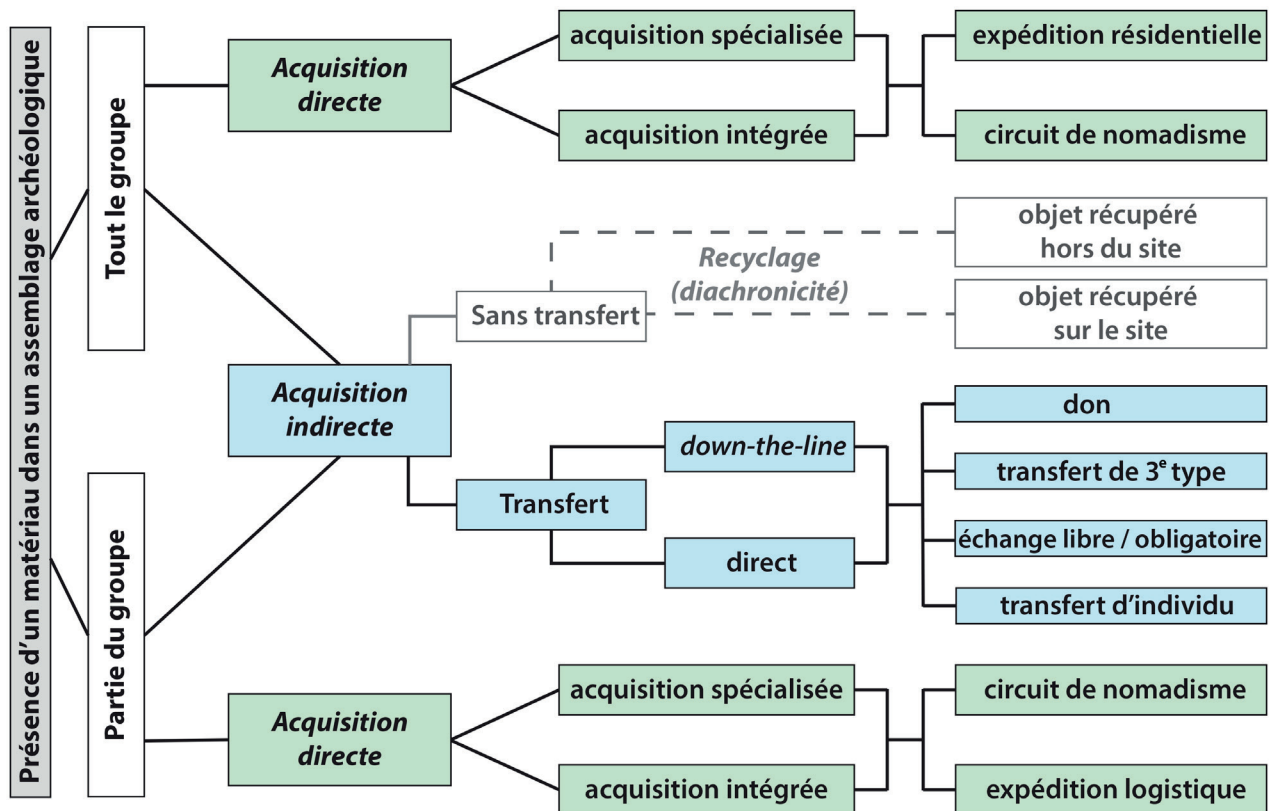 Présence d'un matériau dans un assemblage archéologique
Tout le groupe
Partie du groupe
Acquisition
directe
acquisition spécialisée
acquisition intégrée
expédition résidentielle
circuit de nomadisme
Sans transfert
Recyclage
(diachronicité)
objet récupéré
hors du site
objet récupéré
sur le site
Acquisition
indirecte
Transfert
down-the-line
direct
don
transfert de 3e type
échange libre / obligatoire
transfert d'individu
Acquisition
directe
acquisition spécialisée
acquisition intégrée
circuit de nomadisme
expédition logistique